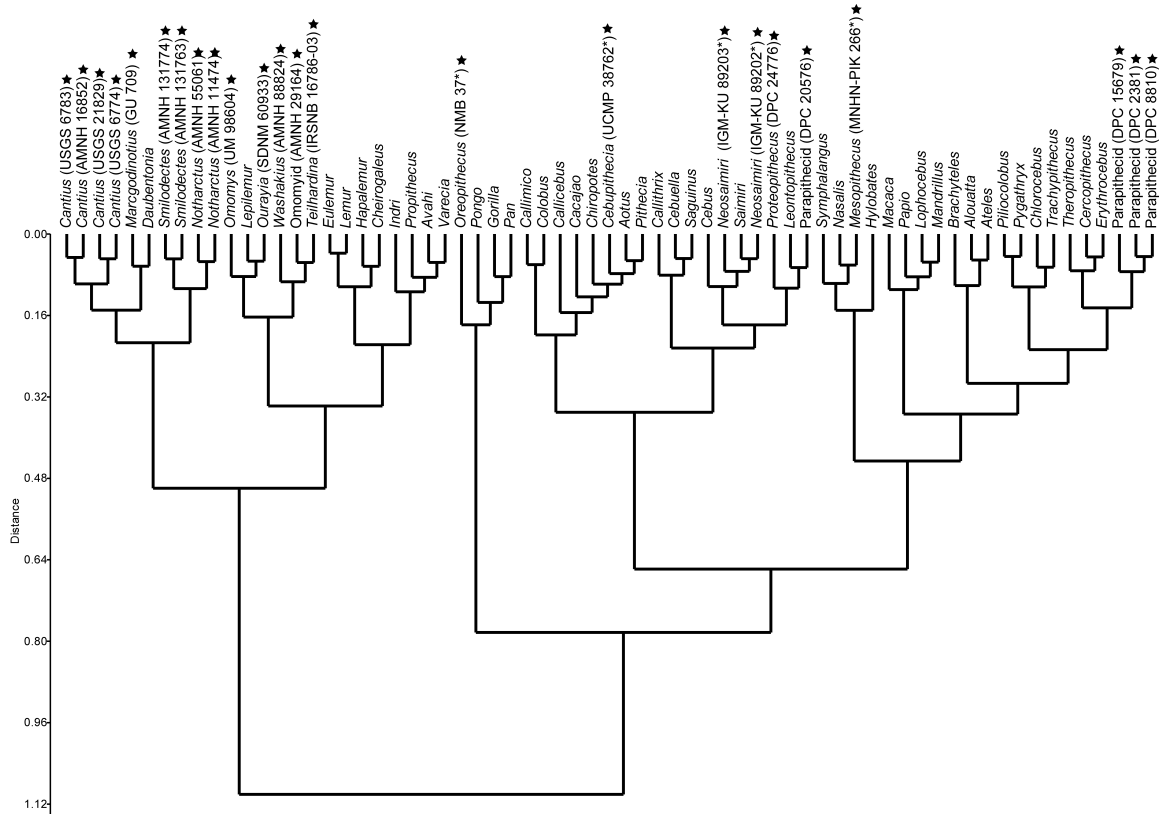 Cantius (USGS 6783)★
Cantius (AMNH 16852)★
Cantius (USGS 21829)★
Cantius (USGS 6774)★
Marcgodinotius (GU 709) ★
Daubentonia
Smilodectes (AMNH 131774)★
Smilodectes (AMNH 131763)★
Notharctus (AMNH 55061)★
Notharctus (AMNH 11474)★
Omomys (UM 98604)★
Lepilemur
Ourayia (SDNM 60933)★
Washakius (AMNH 88824)★
Omomyid (AMNH 29164)★
Teilhardina (IRSNB 16786-03)★
Eulemur
Lemur
Hapalemur
Cheirogaleus
Indri
Propithecus
Avahi
Varecia
Oreopithecus (NMB 37*)★
Pongo
Gorilla
Pan
Callimico
Colobus
Callicebus
Cacajao
Chiropotes
Cebupithecia (UCMP 38762*)★
Aotus
Pithecia
Callithrix
Cebuella
Saguinus
Cebus
Neosaimiri (IGM-KU 89203*)★
Saimiri
Neosaimiri (IGM-KU 89202*)★
Proteopithecus (DPC 24776)★
Leontopithecus
Parapithecid (DPC 20576)★
Symphalangus
Nasalis
Mesopithecus (MNHN-PIK 266*)★
Hylobates
Macaca
Papio
Lophocebus
Mandrillus
Brachyteles
Alouatta
Ateles
Piliocolobus
Pygathryx
Chlorocebus
Trachypithecus
Theropithecus
Cercopithecus
Erythrocebus
Parapithecid (DPC 15679)★
Parapithecid (DPC 2381)★
Parapithecid (DPC 8810)★
0.00
0.16
0.32
0.48
0.64
0.80
0.96
1.12
Distance